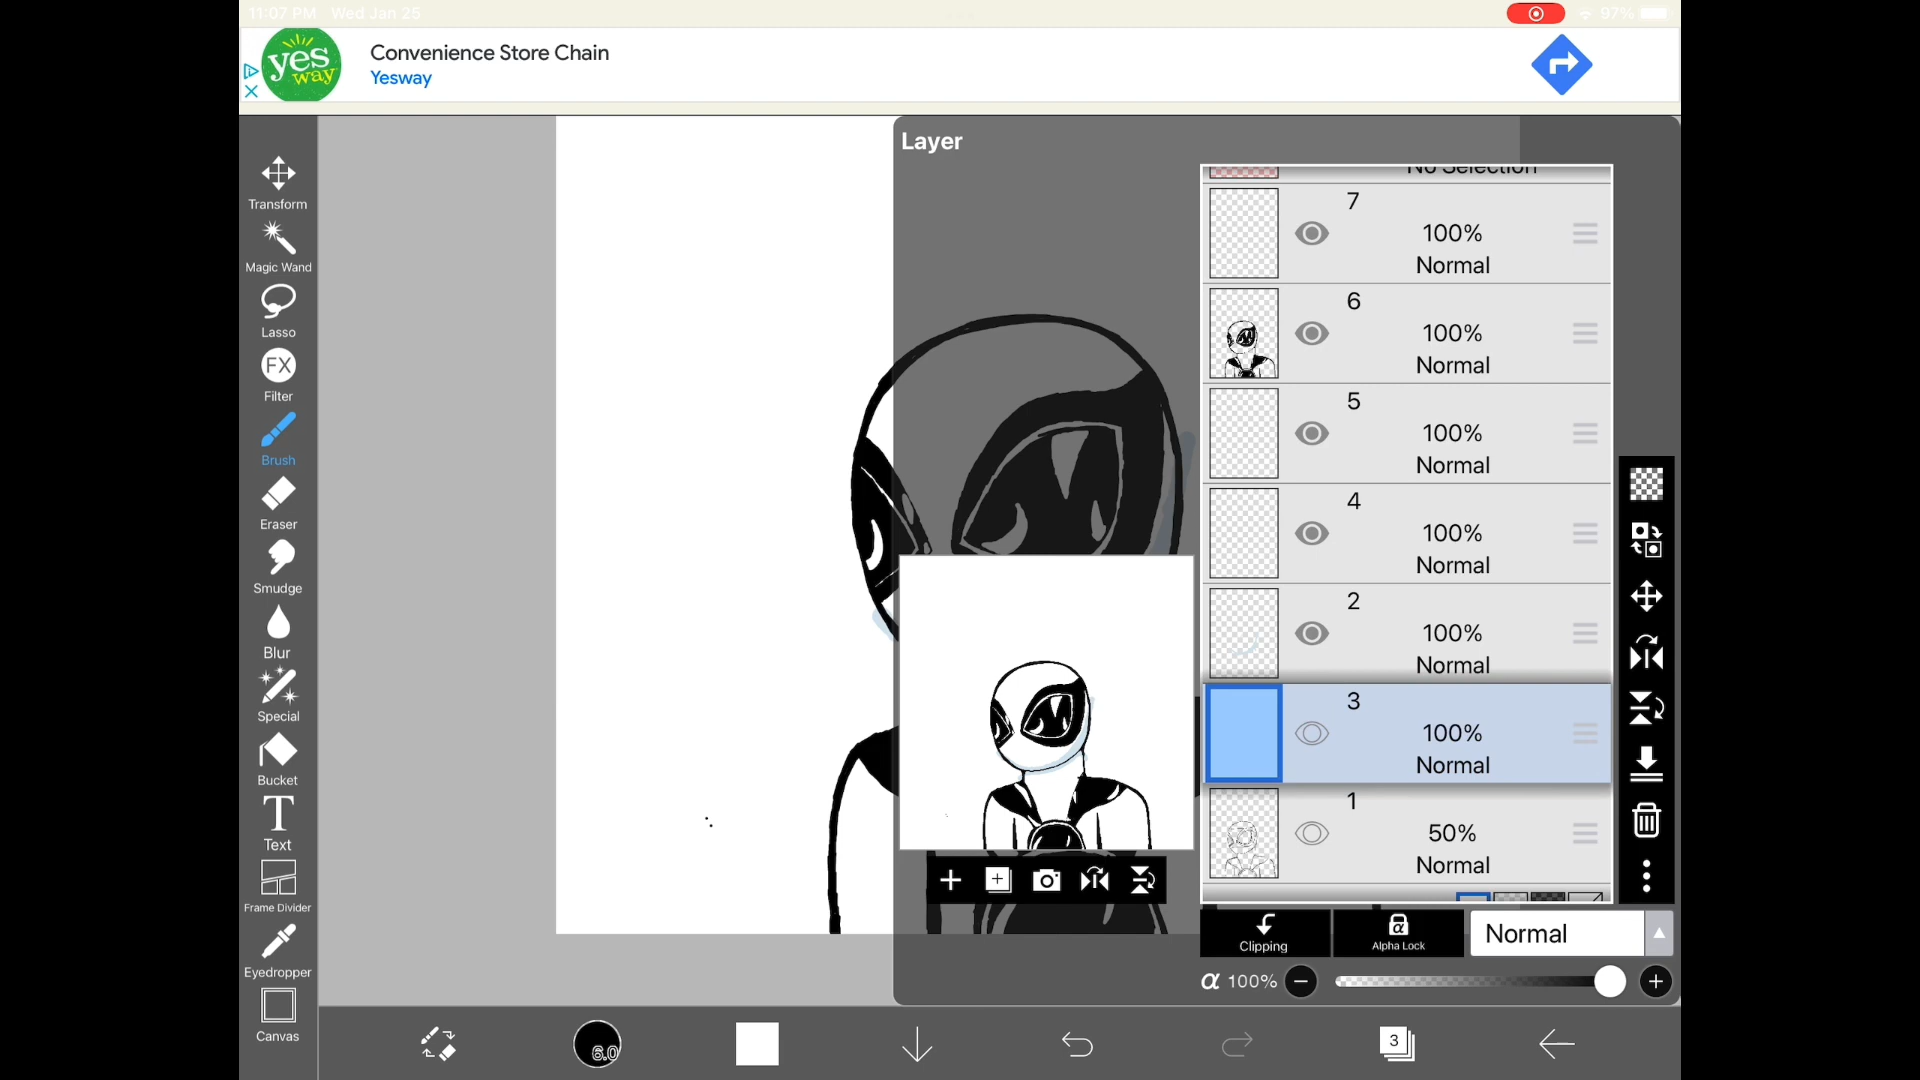 11:07 PM Wed Jan 25
97%
yes
way
Convenience Store Chain
Yesway
Layer
Transform
Magic Wand
Lasso
FX
Filter
Brush
Eraser
Smudge
Blur
Special
Bucket
T
Text
Frame Divider
Eyedropper
Canvas
No Selection
7
100%
Normal
6
100%
Normal
5
100%
Normal
4
100%
Normal
2
100%
Normal
3
100%
Normal
1
50%
Normal
Clipping
α
Alpha Lock
Normal
α 100%
6.0
3